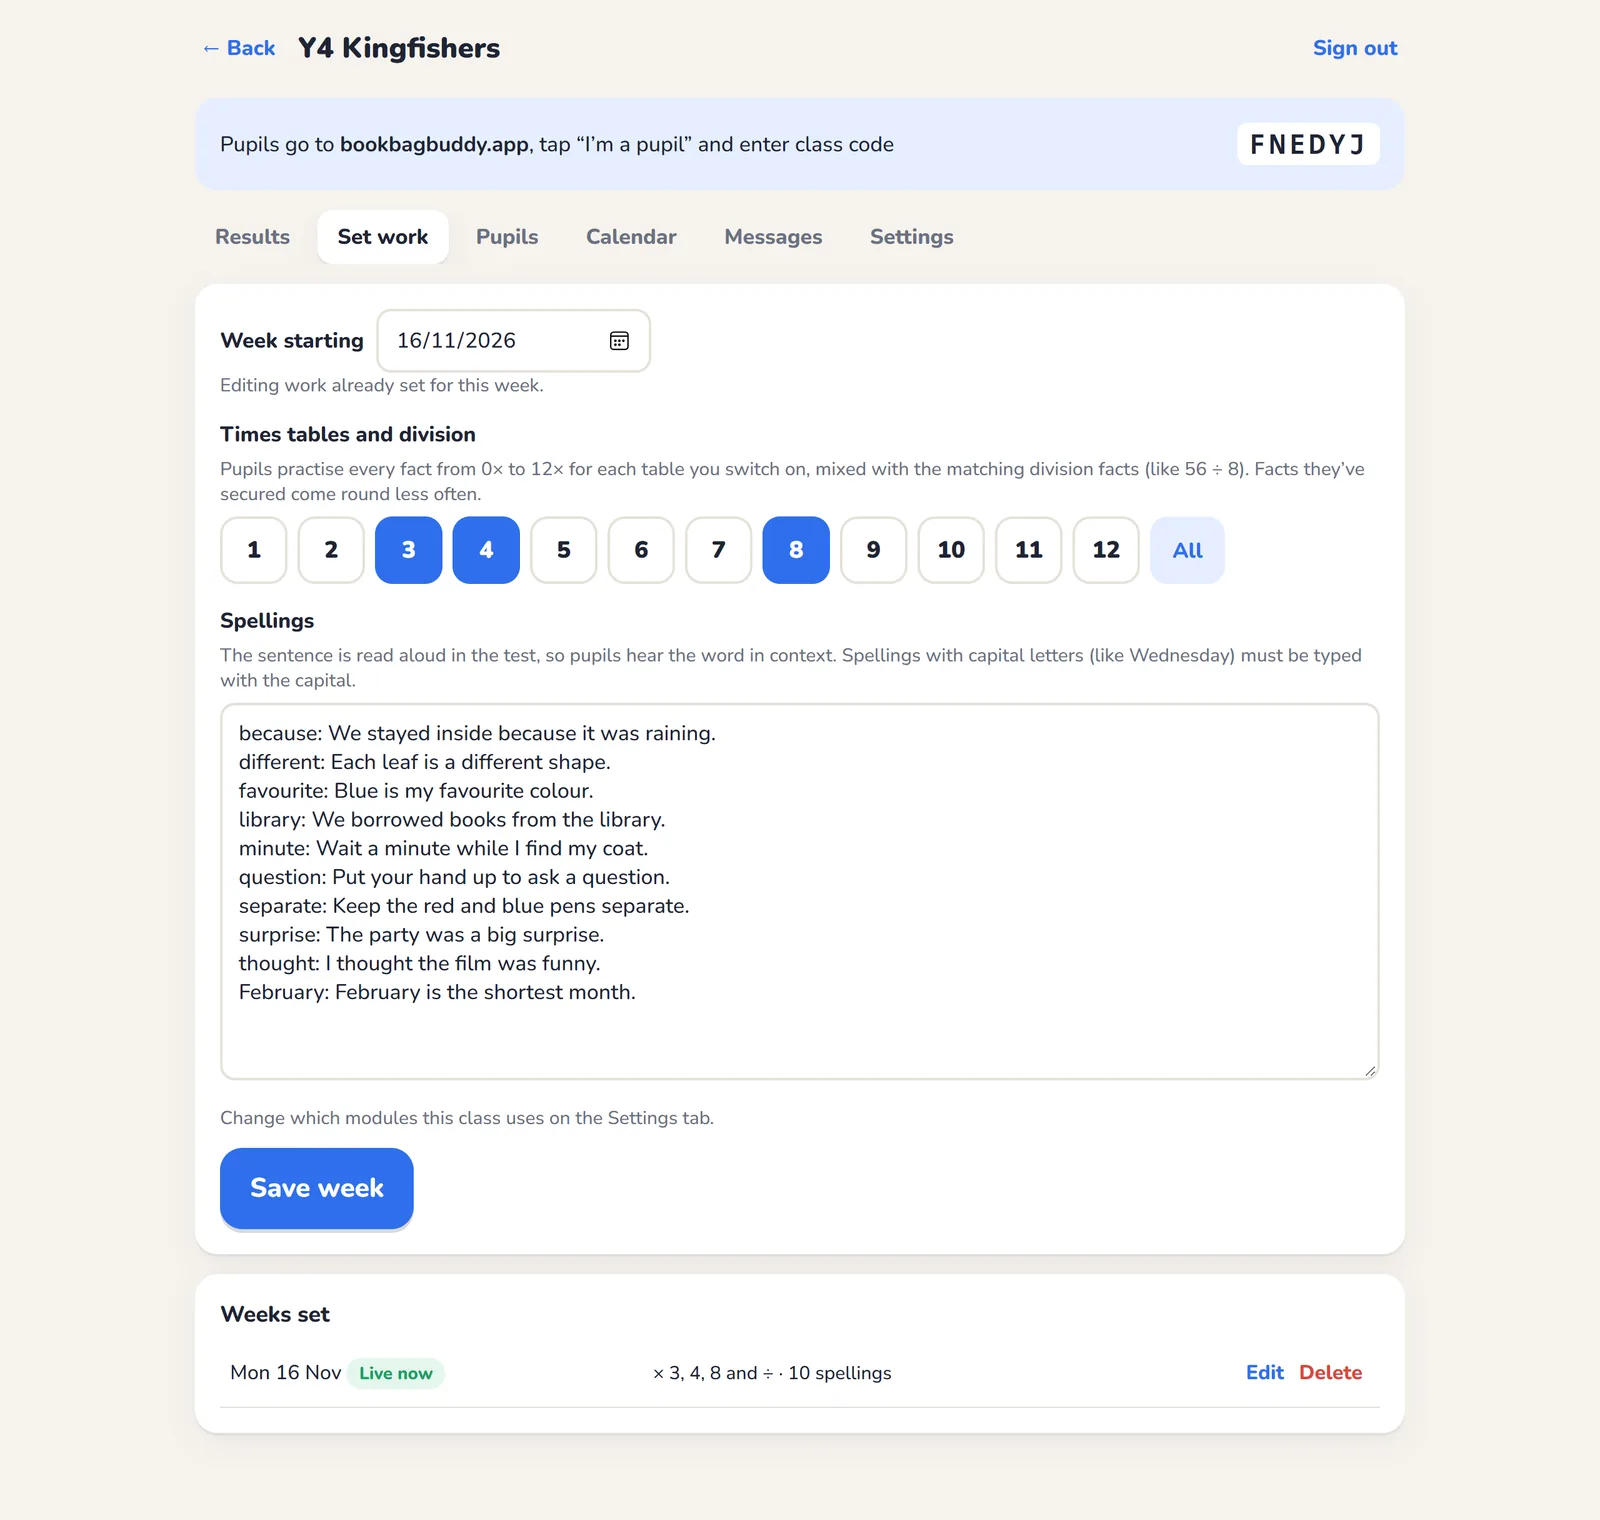 ← Back Y4 Kingfishers Sign out
Pupils go to bookbagbuddy.app, tap “I’m a pupil” and enter class code FNEDYJ
Results Set work Pupils Calendar Messages Settings
Week starting 16/11/2026
Editing work already set for this week.
Times tables and division
Pupils practise every fact from 0× to 12× for each table you switch on, mixed with the matching division facts (like 56 ÷ 8). Facts they’ve
secured come round less often.
1 2 3 4 5 6 7 8 9 10 11 12 All
Spellings
The sentence is read aloud in the test, so pupils hear the word in context. Spellings with capital letters (like Wednesday) must be typed
with the capital.
because: We stayed inside because it was raining.
different: Each leaf is a different shape.
favourite: Blue is my favourite colour.
library: We borrowed books from the library.
minute: Wait a minute while I find my coat.
question: Put your hand up to ask a question.
separate: Keep the red and blue pens separate.
surprise: The party was a big surprise.
thought: I thought the film was funny.
February: February is the shortest month.
Change which modules this class uses on the Settings tab.
Save week
Weeks set
Mon 16 Nov Live now × 3, 4, 8 and ÷ · 10 spellings Edit Delete